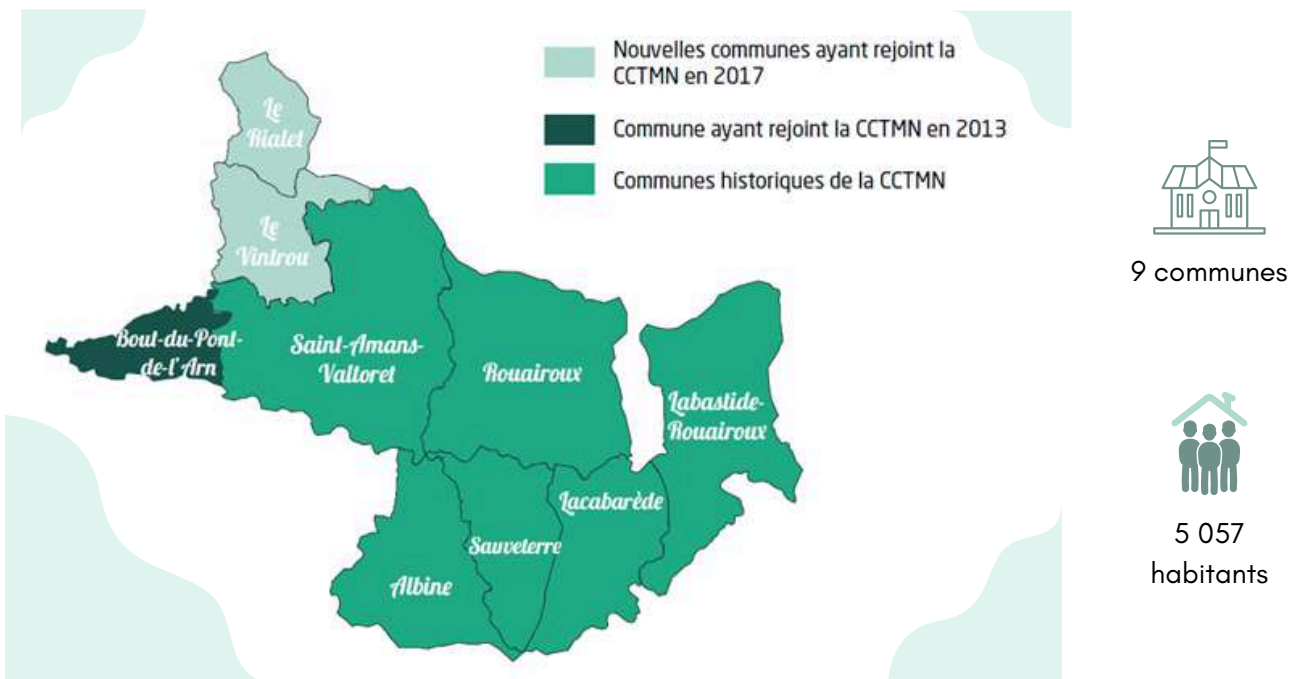 Nouvelles communes ayant rejoint la
CCTMN en 2017
Commune ayant rejoint la CCTMN en 2013
Communes historiques de la CCTMN
Le
Rialet
Le
Vintrou
Bout-du-Pont-
de-l'Arn
Saint-Amans-
Valtoret
Rouairoux
Labastide-
Rouairoux
Lacabarède
Sauveterre
Albine
9 communes
5 057
habitants